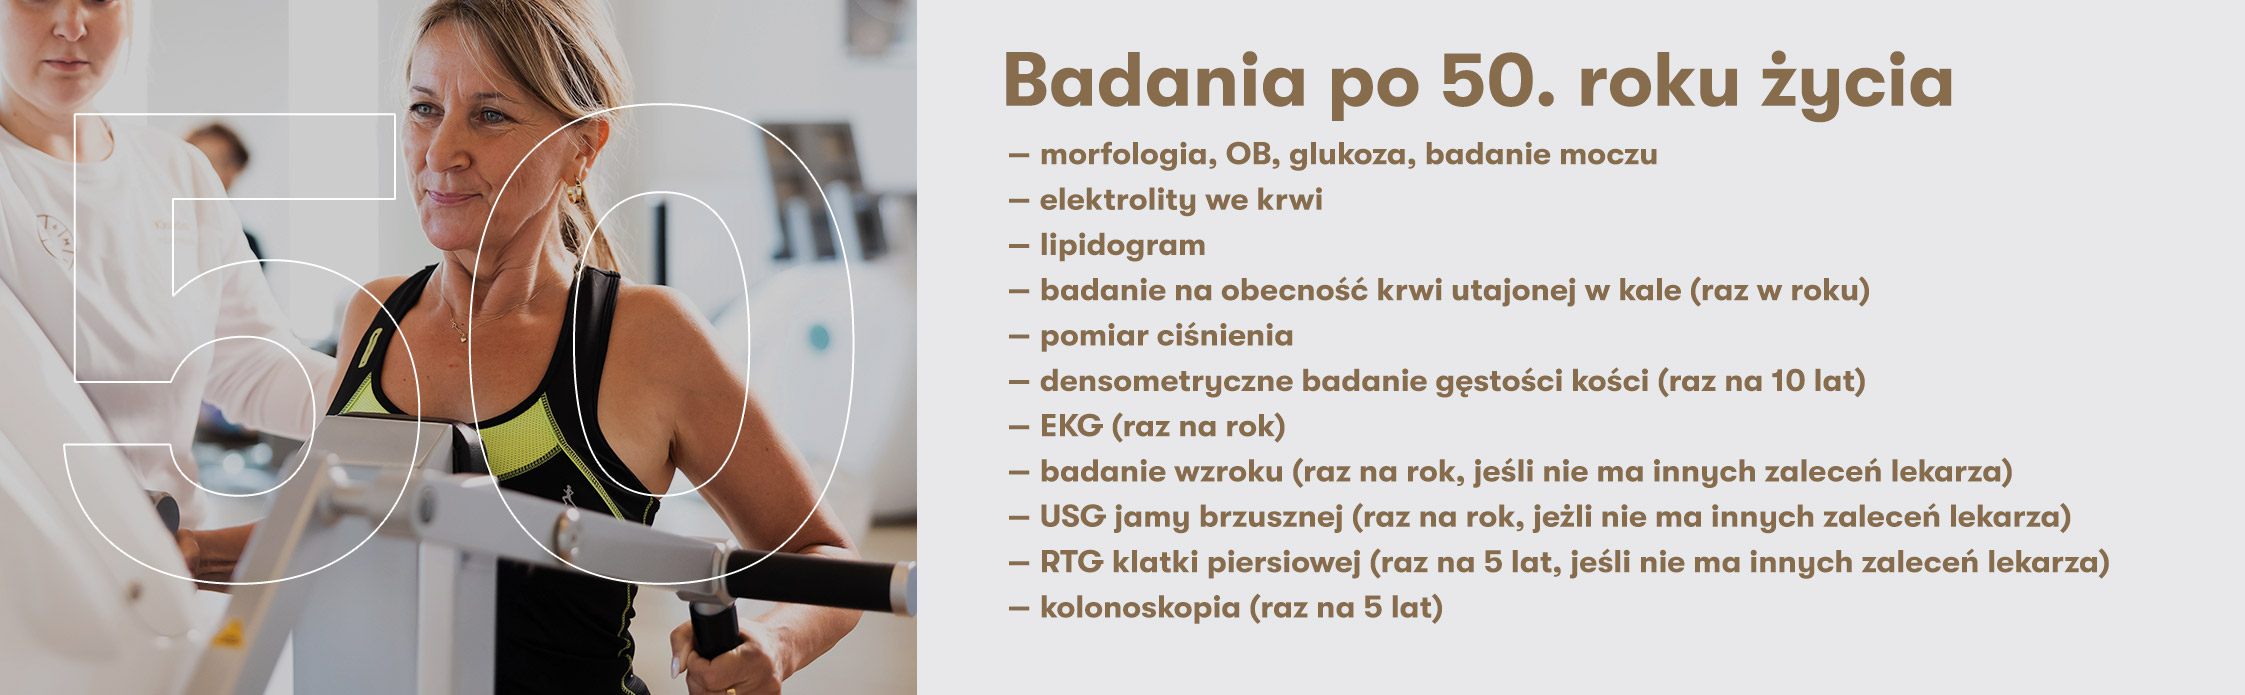 50
Badania po 50. roku życia
– morfologia, OB, glukoza, badanie moczu
– elektrolity we krwi
– lipidogram
– badanie na obecność krwi utajonej w kale (raz w roku)
– pomiar ciśnienia
– densometryczne badanie gęstości kości (raz na 10 lat)
– EKG (raz na rok)
– badanie wzroku (raz na rok, jeśli nie ma innych zaleceń lekarza)
– USG jamy brzusznej (raz na rok, jeżli nie ma innych zaleceń lekarza)
– RTG klatki piersiowej (raz na 5 lat, jeśli nie ma innych zaleceń lekarza)
– kolonoskopia (raz na 5 lat)